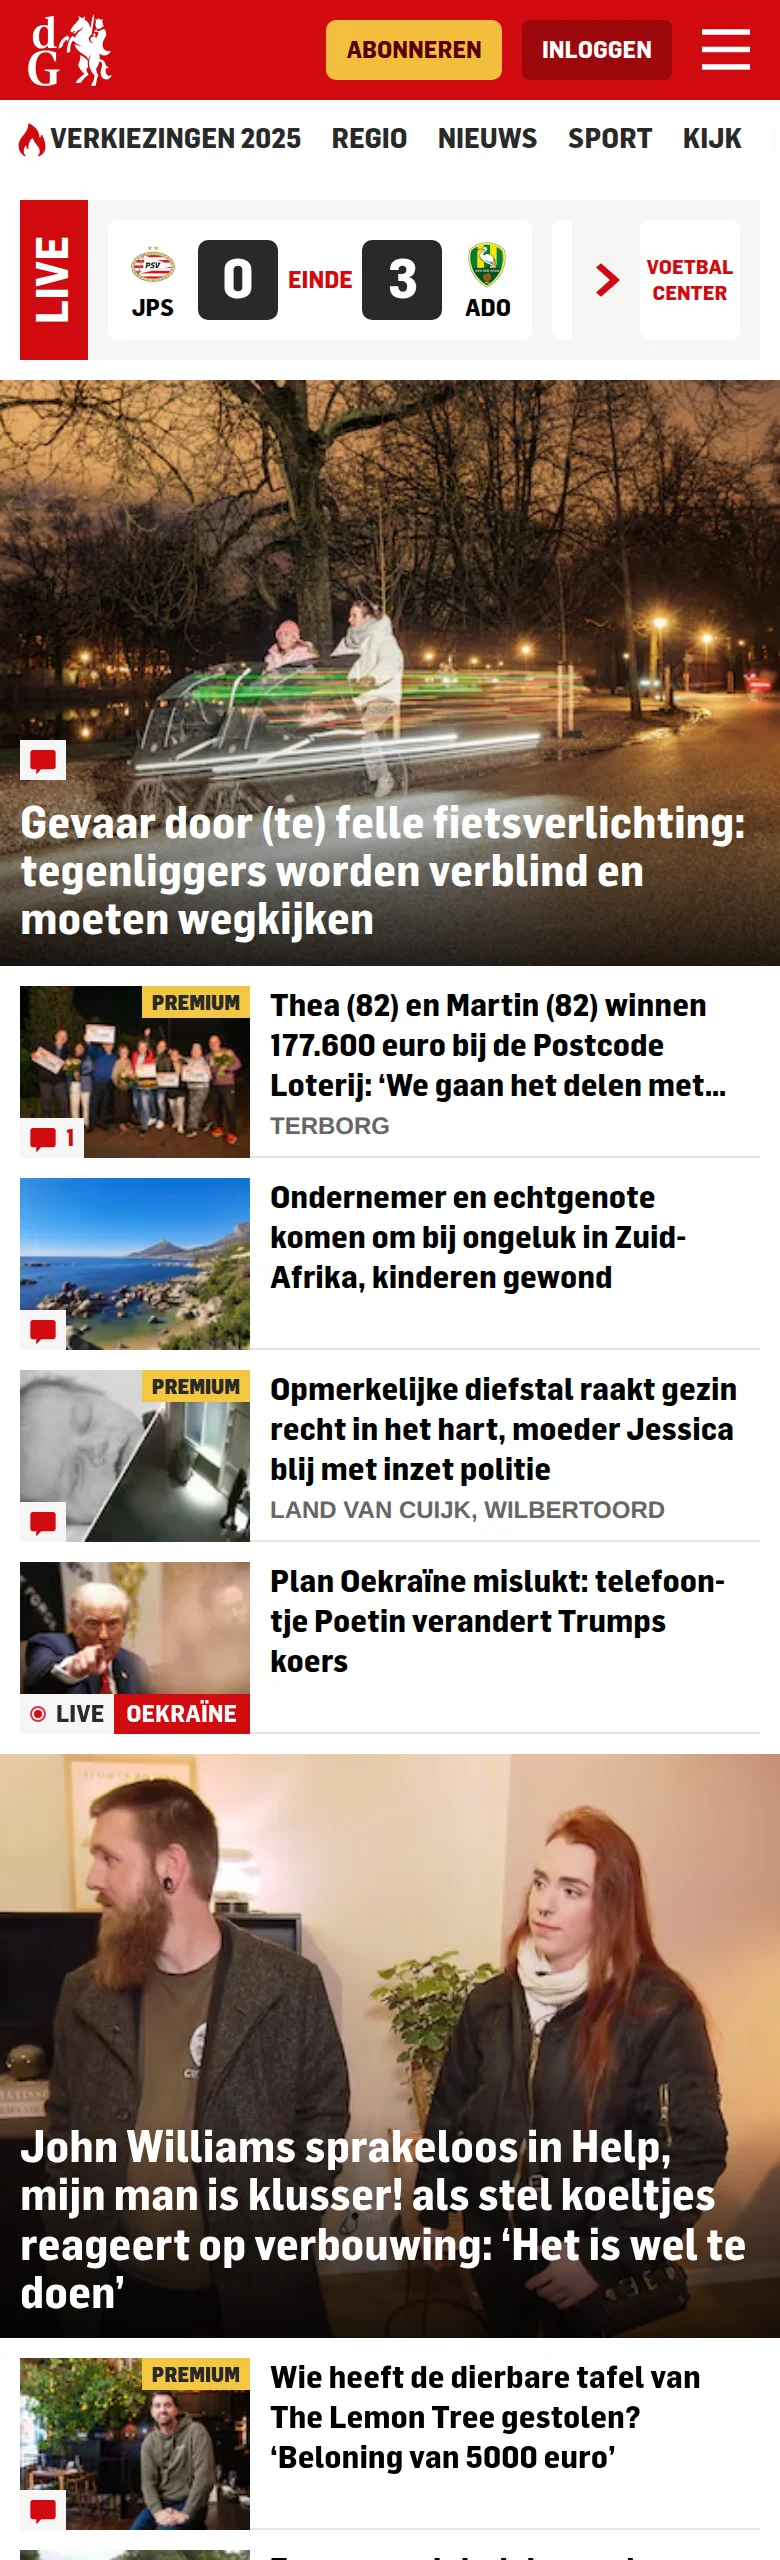 dG
ABONNEREN
INLOGGEN
VERKIEZINGEN 2025
REGIO
NIEUWS
SPORT
KIJK
LIVE
PSV
JPS
0
EINDE
3
ADO
VOETBAL
CENTER
Gevaar door (te) felle fietsverlichting:
tegenliggers worden verblind en
moeten wegkijken
PREMIUM
1
Thea (82) en Martin (82) winnen
177.600 euro bij de Postcode
Loterij: ‘We gaan het delen met...
TERBORG
Ondernemer en echtgenote
komen om bij ongeluk in Zuid-
Afrika, kinderen gewond
PREMIUM
Opmerkelijke diefstal raakt gezin
recht in het hart, moeder Jessica
blij met inzet politie
LAND VAN CUIJK, WILBERTOORD
LIVE
OEKRAÏNE
Plan Oekraïne mislukt: telefoon-
tje Poetin verandert Trumps
koers
John Williams sprakeloos in Help,
mijn man is klusser! als stel koeltjes
reageert op verbouwing: ‘Het is wel te
doen’
PREMIUM
Wie heeft de dierbare tafel van
The Lemon Tree gestolen?
‘Beloning van 5000 euro’